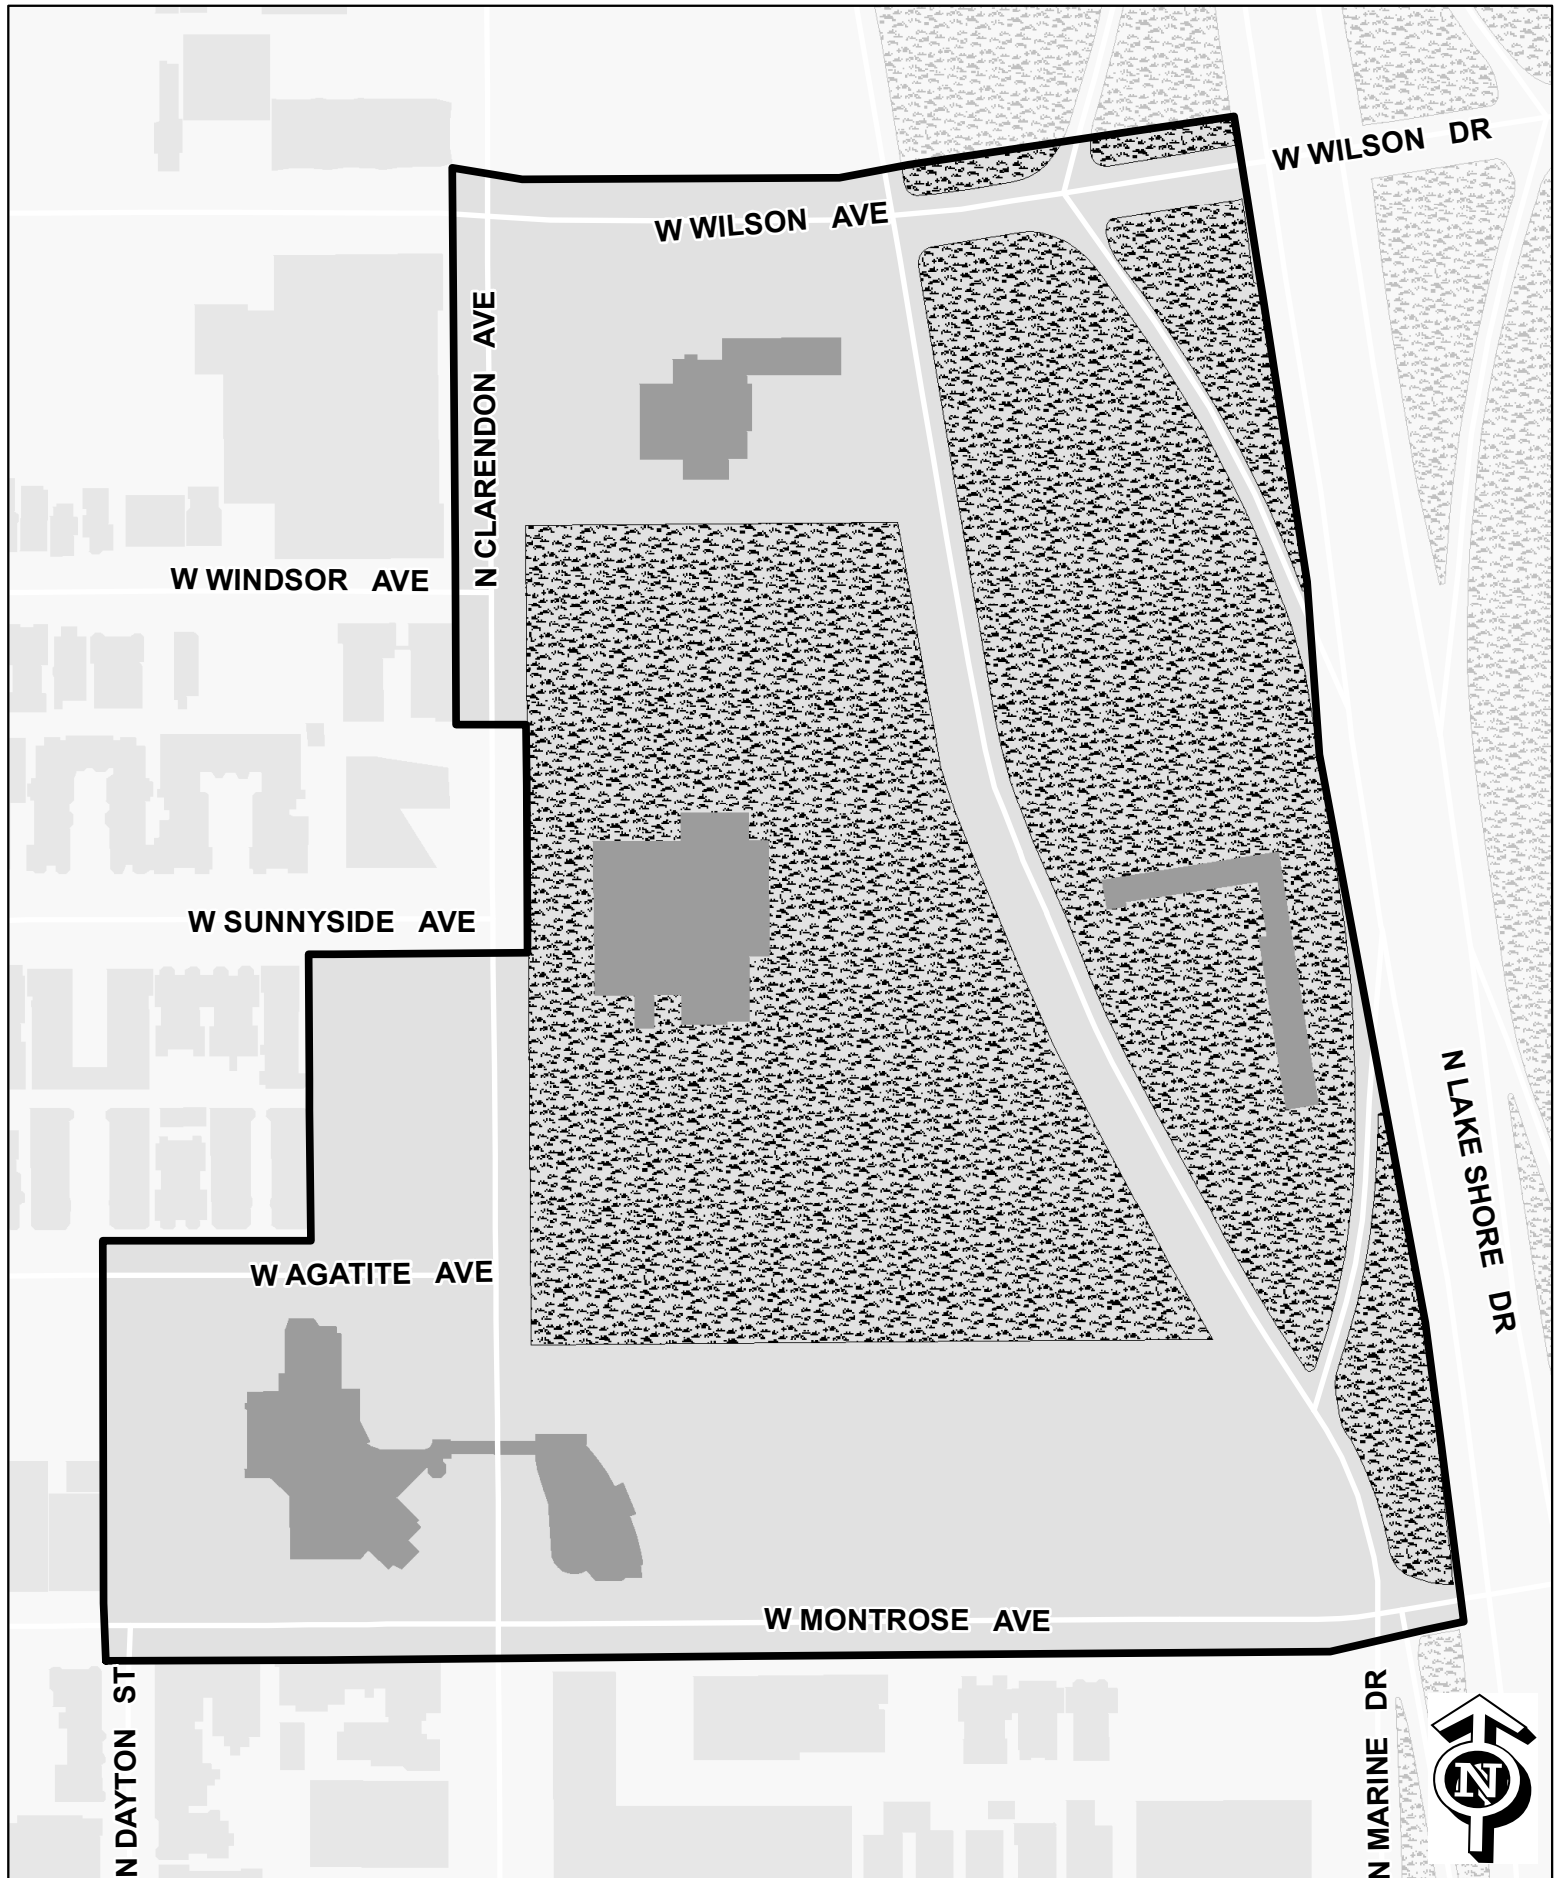 W WILSON DR
W WILSON AVE
N CLARENDON AVE
W WINDSOR AVE
W SUNNYSIDE AVE
N LAKE SHORE DR
W AGATITE AVE
W MONTROSE AVE
N DAYTON ST
N MARINE DR
N